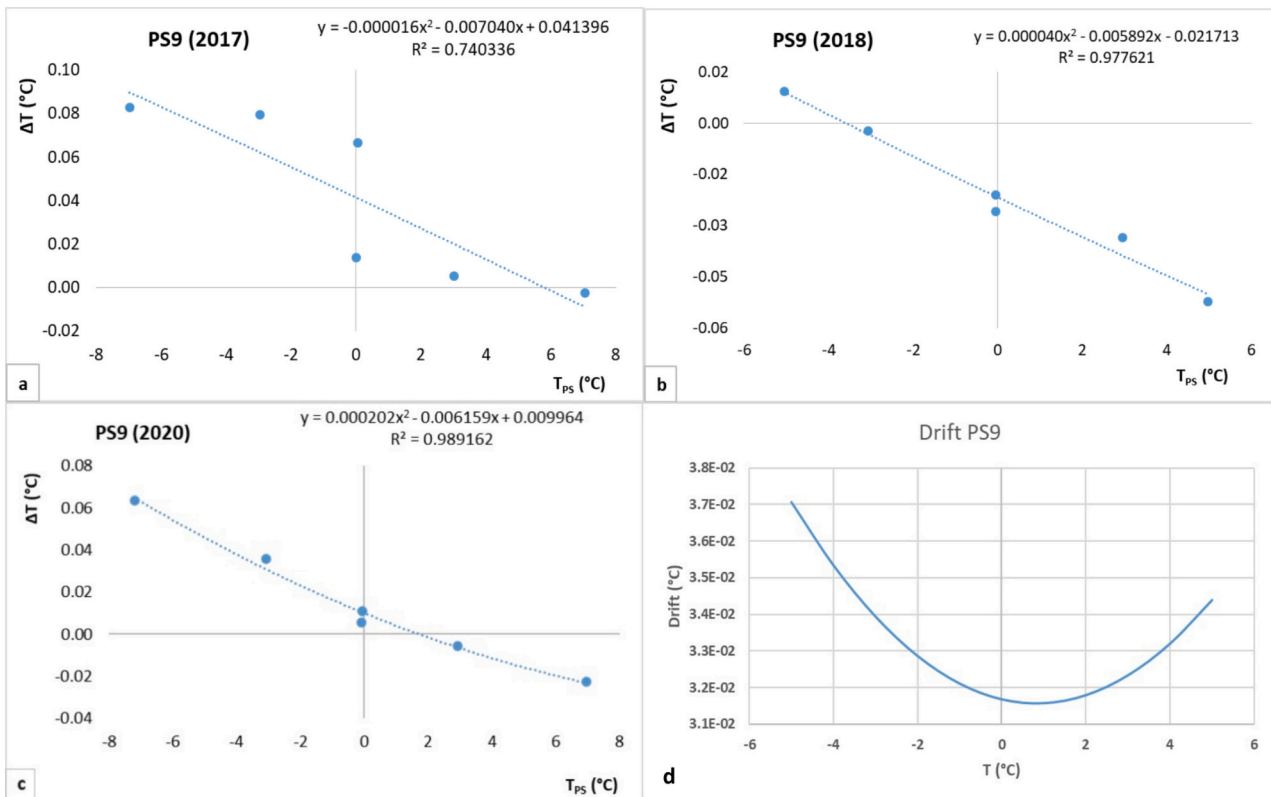 PS9 (2017)
y = -0.000016x² - 0.007040x + 0.041396
R² = 0.740336
ΔT (°C)
0.10
0.08
0.06
0.04
0.02
0.00
-0.02
-8 -6 -4 -2 0 2 4 6 8
a
T_PS (°C)
PS9 (2018)
y = 0.000040x² - 0.005892x - 0.021713
R² = 0.977621
ΔT (°C)
0.02
0.00
-0.02
-0.03
-0.05
-0.06
-6 -4 -2 0 2 4 6
b
T_PS (°C)
PS9 (2020)
y = 0.000202x² - 0.006159x + 0.009964
R² = 0.989162
ΔT (°C)
0.08
0.06
0.04
0.02
0.00
-0.02
-0.04
-8 -6 -4 -2 0 2 4 6 8
c
T_PS (°C)
Drift PS9
Drift (°C)
3.8E-02
3.7E-02
3.6E-02
3.5E-02
3.4E-02
3.3E-02
3.2E-02
3.1E-02
-6 -4 -2 0 2 4 6
d
T (°C)